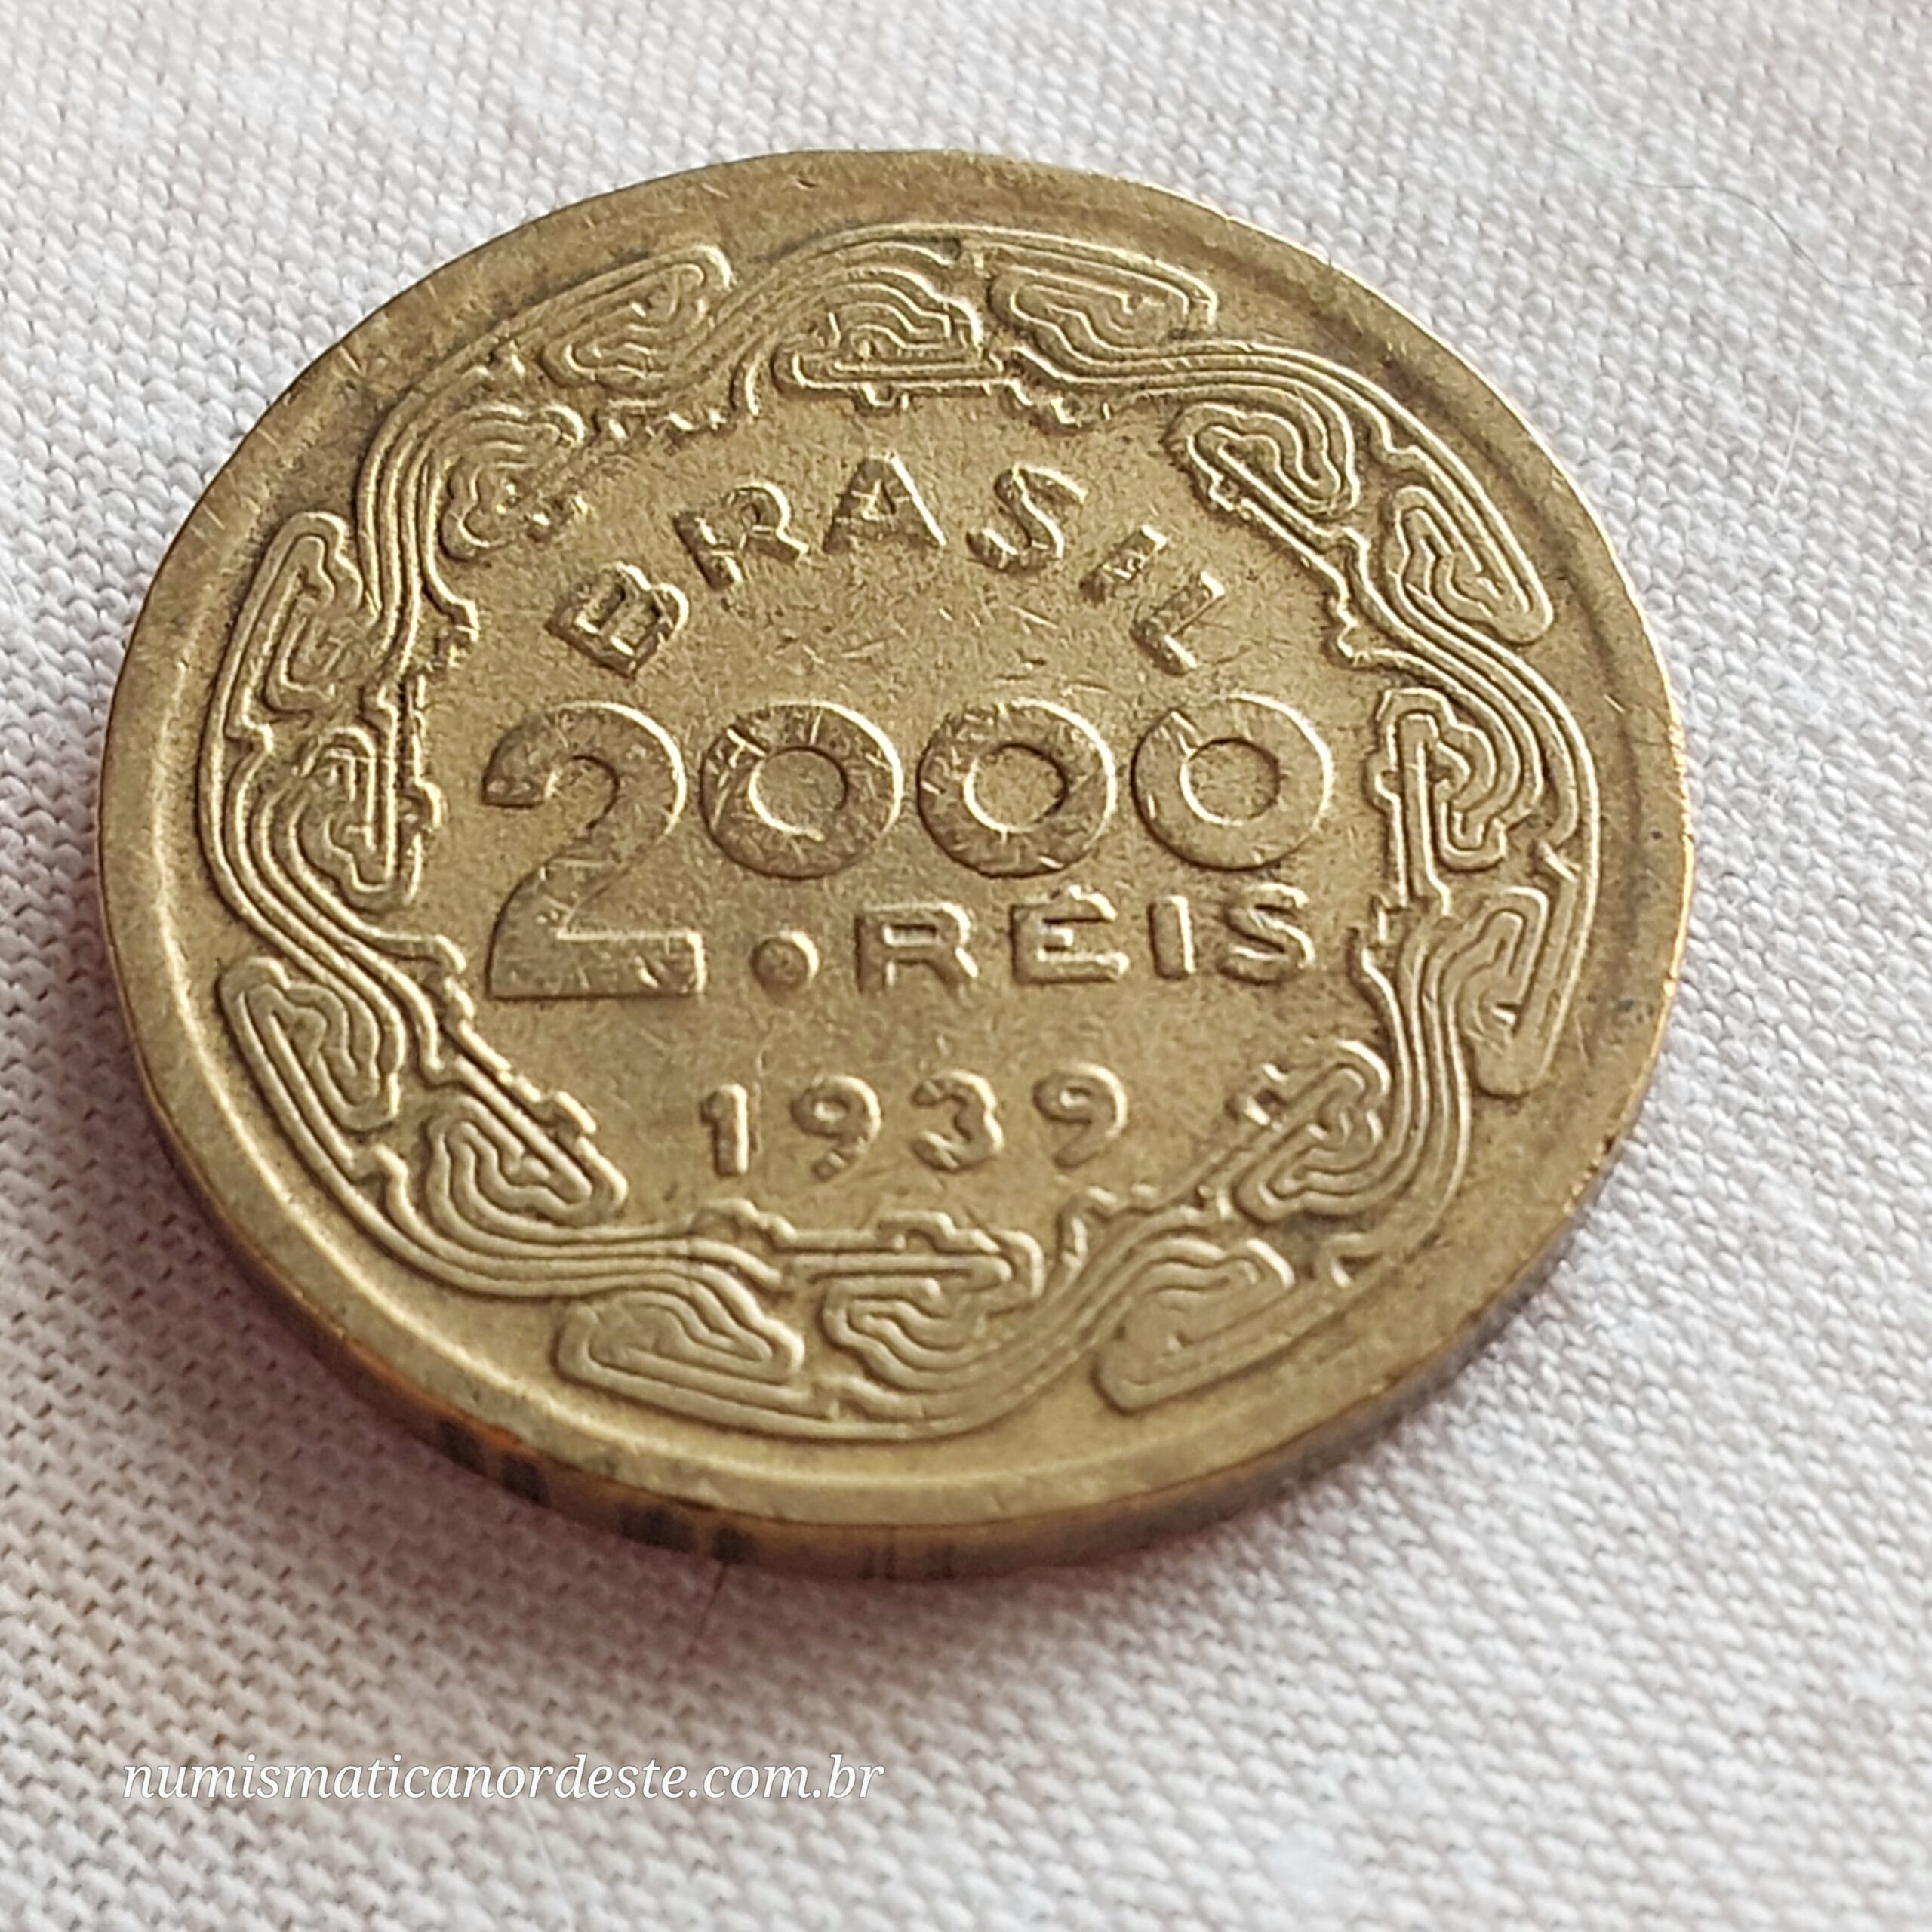 BRASIL
2000
.RÉIS
1939
numismaticanordeste.com.br